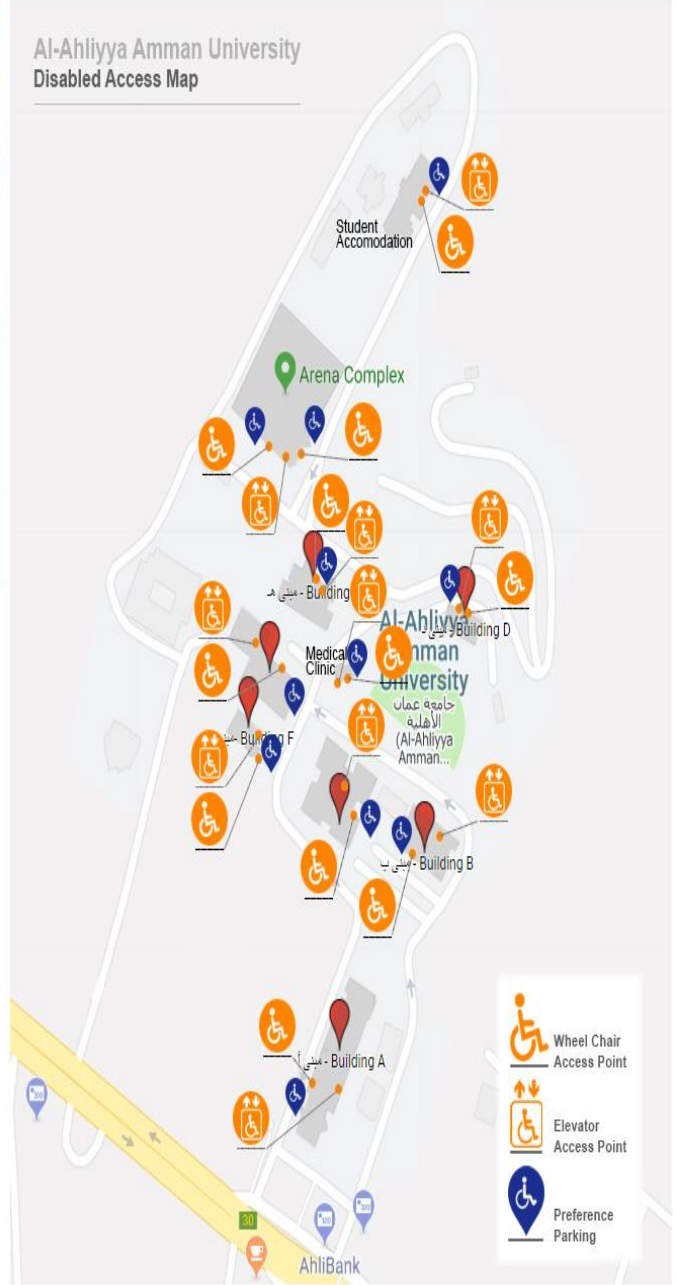 Al-Ahliyya Amman University
Disabled Access Map
Student
Accomodation
Arena Complex
مبنى هـ - Building
Al-Ahliyya
Amman
University
Building D
Medical
Clinic
جامعة عمان
الأهلية
(Al-Ahliyya
Amman...
Building F
مبنى ب - Building B
مبنى أ - Building A
30
AhliBank
Wheel Chair
Access Point
Elevator
Access Point
Preference
Parking